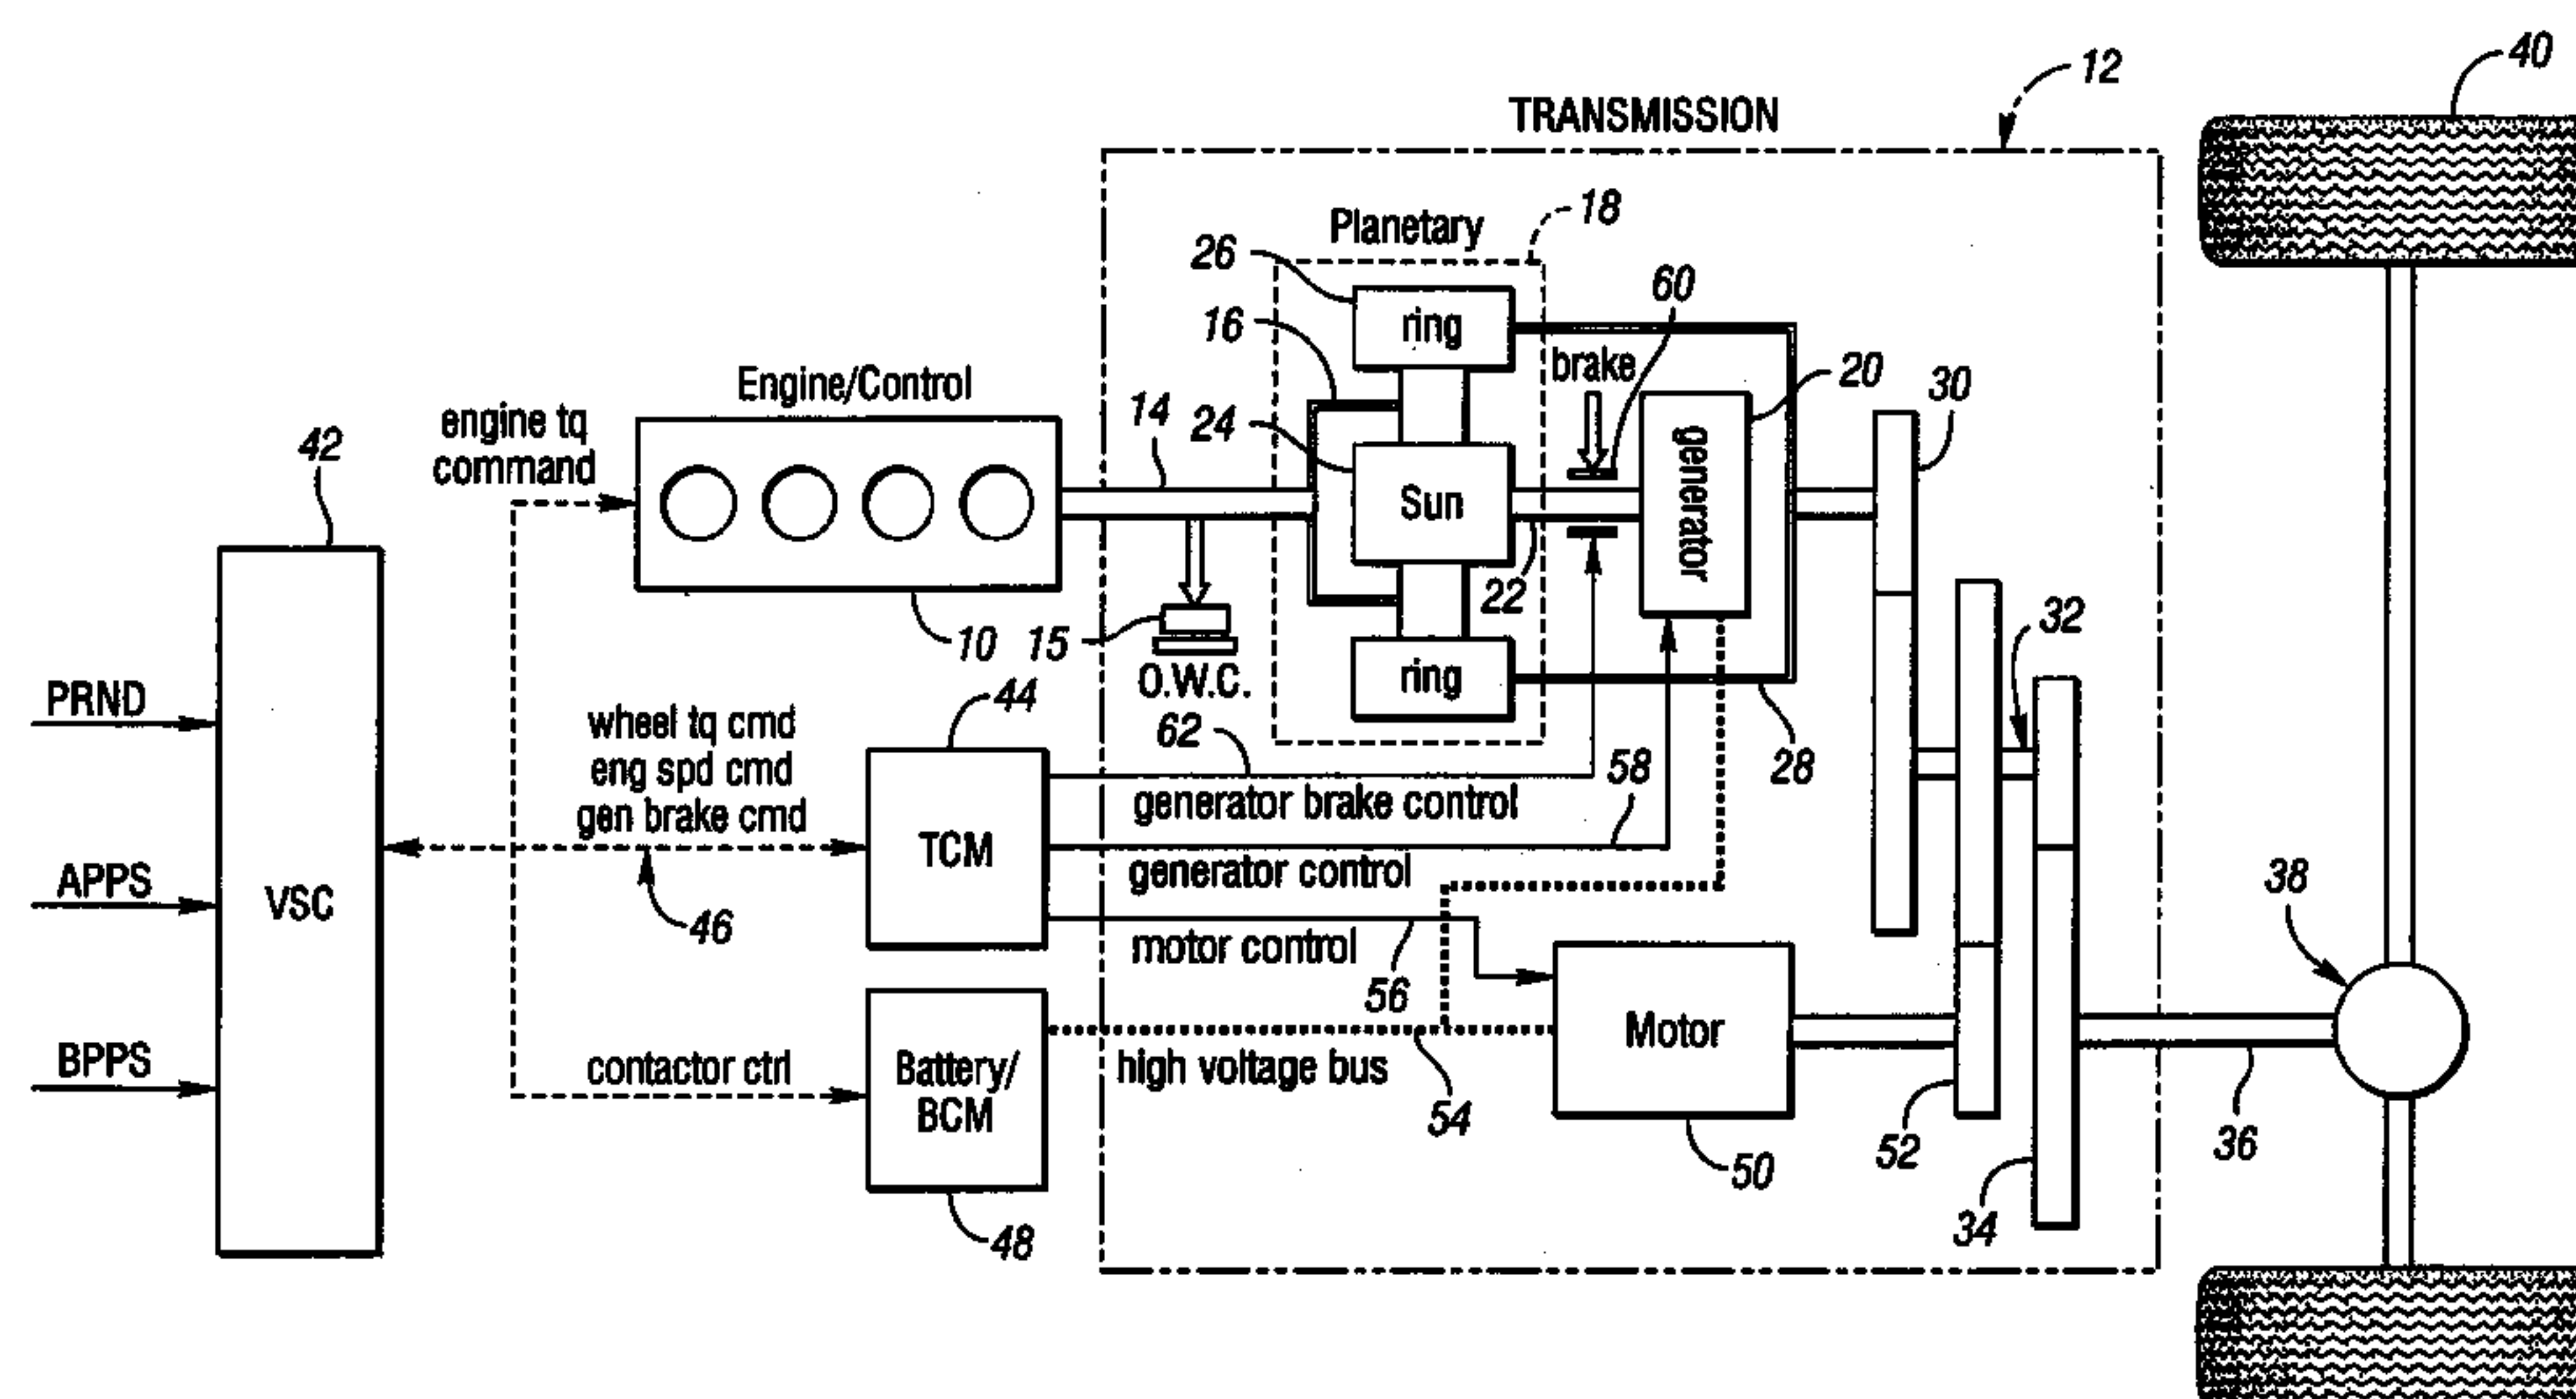 12
40
TRANSMISSION
18
Planetary
26
60
16
ring
brake
20
30
Engine/Control
14
24
engine tq
command
42
Sun
generator
22
10
15
32
O.W.C.
ring
44
PRND
wheel tq cmd
eng spd cmd
gen brake cmd
62
58
28
generator brake control
TCM
generator control
APPS
VSC
46
38
motor control
56
Motor
BPPS
contactor ctrl
Battery/
BCM
high voltage bus
54
52
36
50
34
48